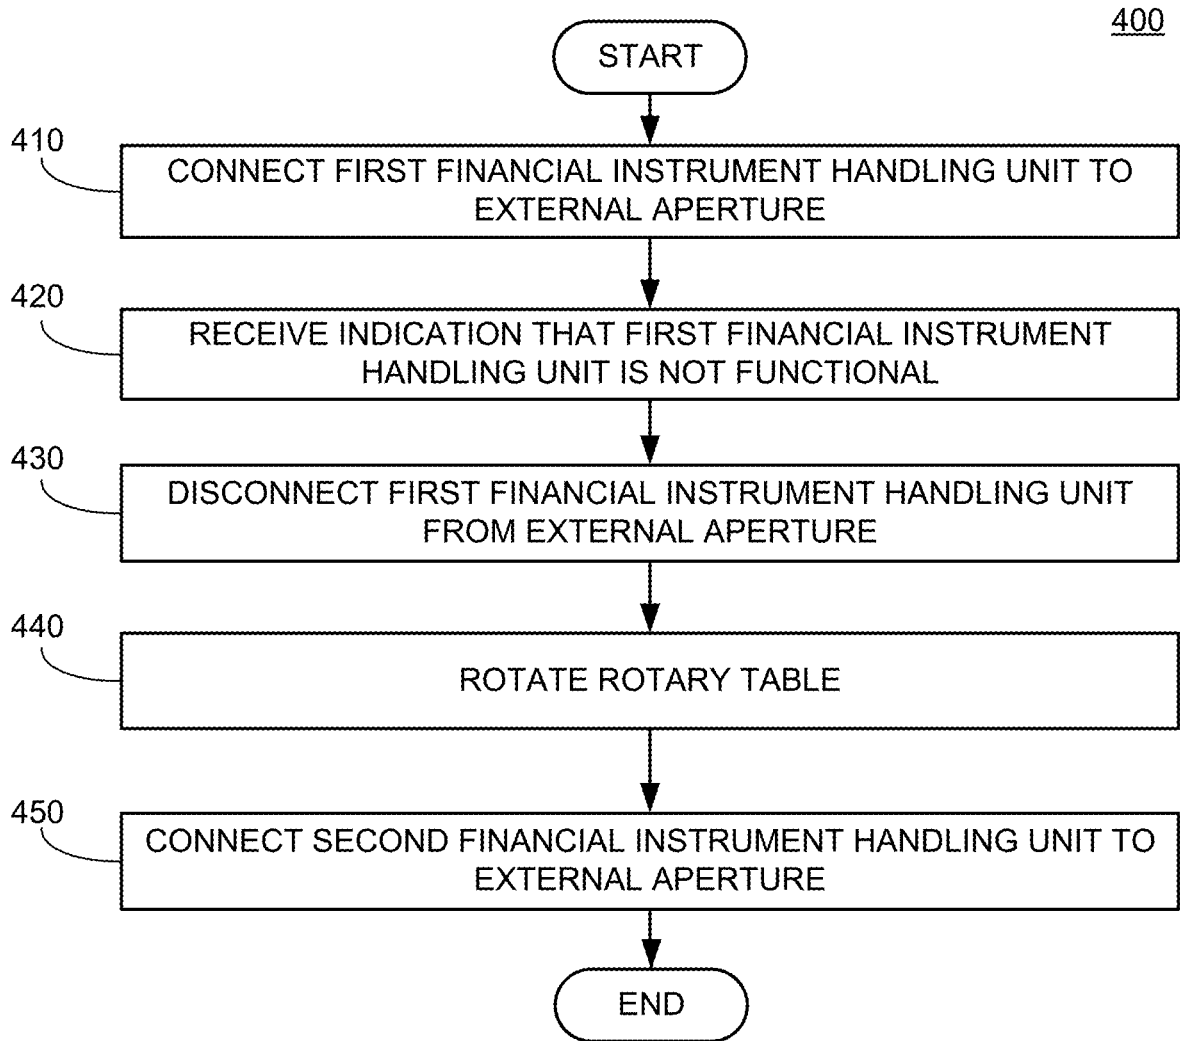 400
START
410
CONNECT FIRST FINANCIAL INSTRUMENT HANDLING UNIT TO
EXTERNAL APERTURE
420
RECEIVE INDICATION THAT FIRST FINANCIAL INSTRUMENT
HANDLING UNIT IS NOT FUNCTIONAL
430
DISCONNECT FIRST FINANCIAL INSTRUMENT HANDLING UNIT
FROM EXTERNAL APERTURE
440
ROTATE ROTARY TABLE
450
CONNECT SECOND FINANCIAL INSTRUMENT HANDLING UNIT TO
EXTERNAL APERTURE
END